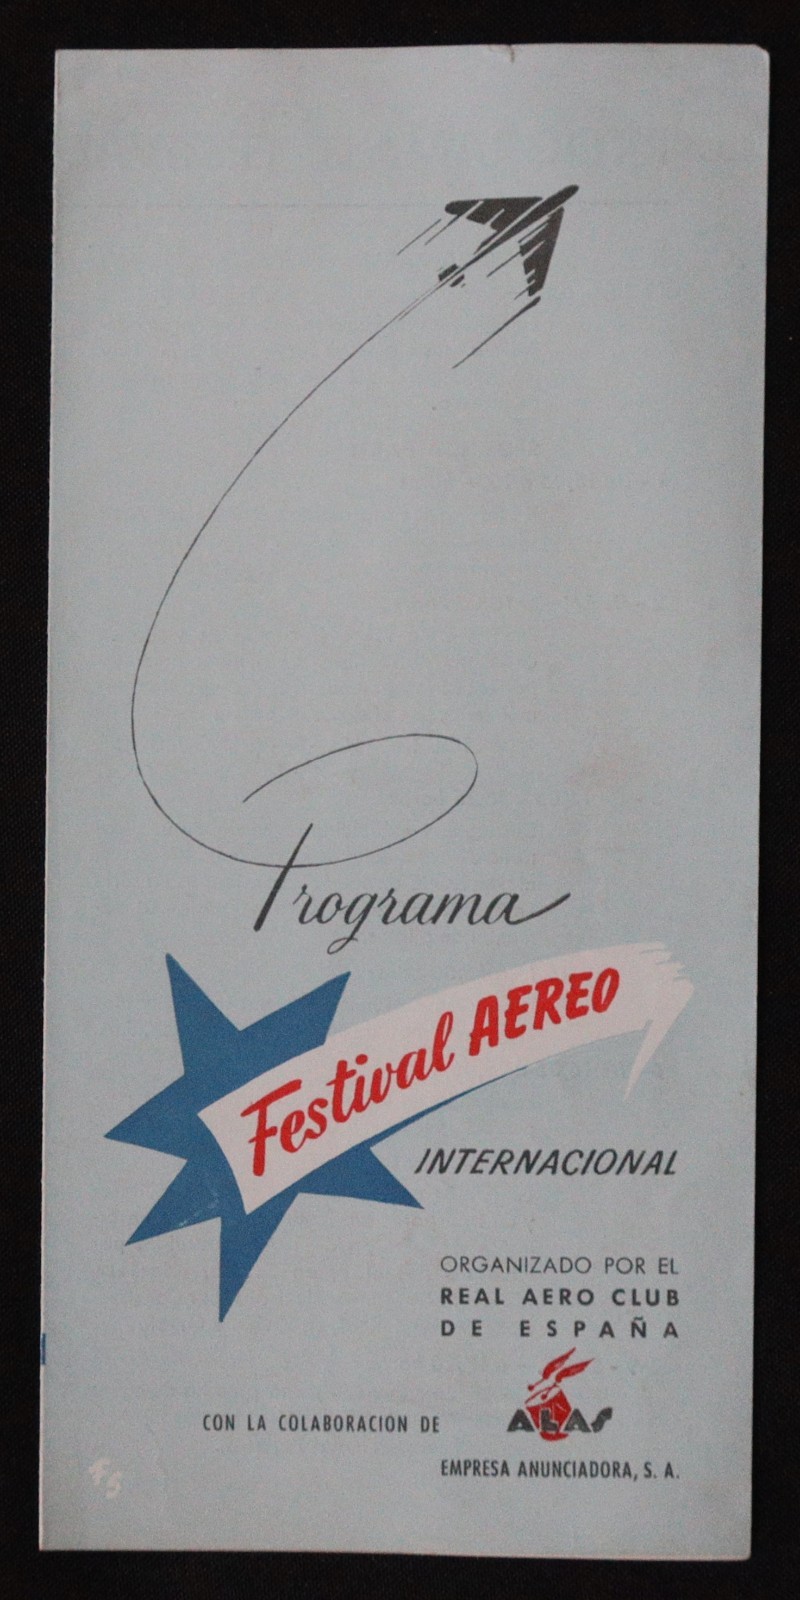 Programa
Festival AEREO
INTERNACIONAL
ORGANIZADO POR EL
REAL AERO CLUB
DE ESPAÑA
CON LA COLABORACION DE
ALAS
EMPRESA ANUNCIADORA, S. A.